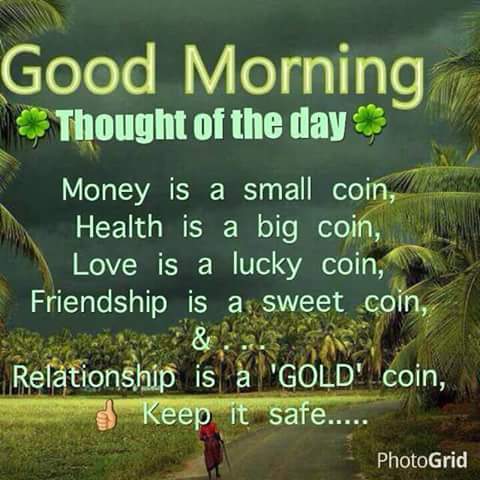 Good Morning
🍀Thought of the day🍀
Money is a small coin,
Health is a big coin,
Love is a lucky coin,
Friendship is a sweet coin,
& . . .
Relationship is a 'GOLD' coin,
👍 Keep it safe.....
PhotoGrid